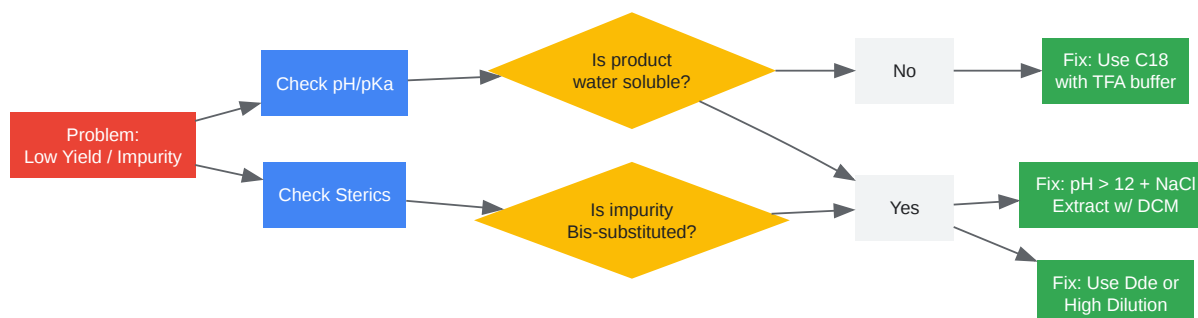 Problem:
Low Yield / Impurity
Check pH/pKa
Check Sterics
Is product
water soluble?
Is impurity
Bis-substituted?
No
Yes
Fix: Use C18
with TFA buffer
Fix: pH > 12 + NaCl
Extract w/ DCM
Fix: Use Dde or
High Dilution